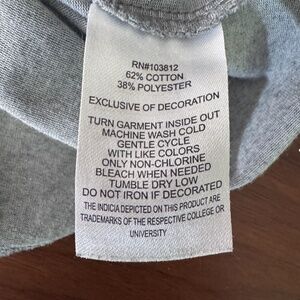 RN#103812
62% COTTON
38% POLYESTER
EXCLUSIVE OF DECORATION
TURN GARMENT INSIDE OUT
MACHINE WASH COLD
GENTLE CYCLE
WITH LIKE COLORS
ONLY NON-CHLORINE
BLEACH WHEN NEEDED
TUMBLE DRY LOW
DO NOT IRON IF DECORATED
THE INDICIA DEPICTED ON THIS PRODUCT ARE
TRADEMARKS OF THE RESPECTIVE COLLEGE OR
UNIVERSITY